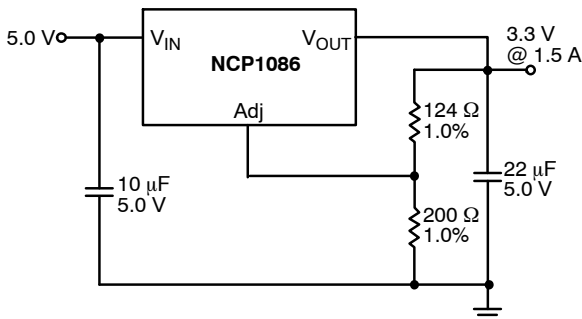 5.0 V
VIN
VOUT
NCP1086
Adj
3.3 V
@ 1.5 A
124 Ω
1.0%
10 μF
5.0 V
22 μF
5.0 V
200 Ω
1.0%